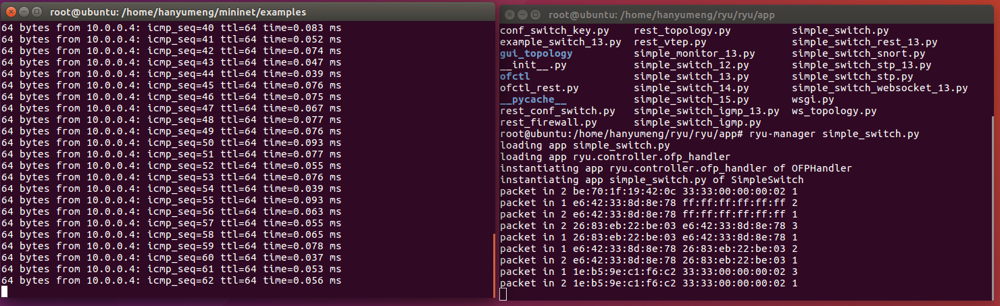 root@ubuntu: /home/hanyumeng/mininet/examples
64 bytes from 10.0.0.4: icmp_seq=40 ttl=64 time=0.083 ms
64 bytes from 10.0.0.4: icmp_seq=41 ttl=64 time=0.052 ms
64 bytes from 10.0.0.4: icmp_seq=42 ttl=64 time=0.074 ms
64 bytes from 10.0.0.4: icmp_seq=43 ttl=64 time=0.047 ms
64 bytes from 10.0.0.4: icmp_seq=44 ttl=64 time=0.039 ms
64 bytes from 10.0.0.4: icmp_seq=45 ttl=64 time=0.076 ms
64 bytes from 10.0.0.4: icmp_seq=46 ttl=64 time=0.075 ms
64 bytes from 10.0.0.4: icmp_seq=47 ttl=64 time=0.067 ms
64 bytes from 10.0.0.4: icmp_seq=48 ttl=64 time=0.077 ms
64 bytes from 10.0.0.4: icmp_seq=49 ttl=64 time=0.076 ms
64 bytes from 10.0.0.4: icmp_seq=50 ttl=64 time=0.093 ms
64 bytes from 10.0.0.4: icmp_seq=51 ttl=64 time=0.077 ms
64 bytes from 10.0.0.4: icmp_seq=52 ttl=64 time=0.055 ms
64 bytes from 10.0.0.4: icmp_seq=53 ttl=64 time=0.076 ms
64 bytes from 10.0.0.4: icmp_seq=54 ttl=64 time=0.039 ms
64 bytes from 10.0.0.4: icmp_seq=55 ttl=64 time=0.093 ms
64 bytes from 10.0.0.4: icmp_seq=56 ttl=64 time=0.063 ms
64 bytes from 10.0.0.4: icmp_seq=57 ttl=64 time=0.055 ms
64 bytes from 10.0.0.4: icmp_seq=58 ttl=64 time=0.065 ms
64 bytes from 10.0.0.4: icmp_seq=59 ttl=64 time=0.078 ms
64 bytes from 10.0.0.4: icmp_seq=60 ttl=64 time=0.037 ms
64 bytes from 10.0.0.4: icmp_seq=61 ttl=64 time=0.053 ms
64 bytes from 10.0.0.4: icmp_seq=62 ttl=64 time=0.056 ms
root@ubuntu: /home/hanyumeng/ryu/ryu/app
conf_switch_key.py rest_topology.py simple_switch.py
example_switch_13.py rest_vtep.py simple_switch_rest_13.py
gui_topology simple_monitor_13.py simple_switch_snort.py
__init__.py simple_switch_12.py simple_switch_stp_13.py
ofctl simple_switch_13.py simple_switch_stp.py
ofctl_rest.py simple_switch_14.py simple_switch_websocket_13.py
__pycache__ simple_switch_15.py wsgi.py
rest_conf_switch.py simple_switch_igmp_13.py ws_topology.py
rest_firewall.py simple_switch_igmp.py
root@ubuntu:/home/hanyumeng/ryu/ryu/app# ryu-manager simple_switch.py
loading app simple_switch.py
loading app ryu.controller.ofp_handler
instantiating app ryu.controller.ofp_handler of OFPHandler
instantiating app simple_switch.py of SimpleSwitch
packet in 2 be:70:1f:19:42:0c 33:33:00:00:00:02 1
packet in 1 e6:42:33:8d:8e:78 ff:ff:ff:ff:ff:ff 2
packet in 2 e6:42:33:8d:8e:78 ff:ff:ff:ff:ff:ff 1
packet in 2 26:83:eb:22:be:03 e6:42:33:8d:8e:78 3
packet in 1 26:83:eb:22:be:03 e6:42:33:8d:8e:78 1
packet in 1 e6:42:33:8d:8e:78 26:83:eb:22:be:03 2
packet in 2 e6:42:33:8d:8e:78 26:83:eb:22:be:03 1
packet in 1 1e:b5:9e:c1:f6:c2 33:33:00:00:00:02 3
packet in 2 1e:b5:9e:c1:f6:c2 33:33:00:00:00:02 1